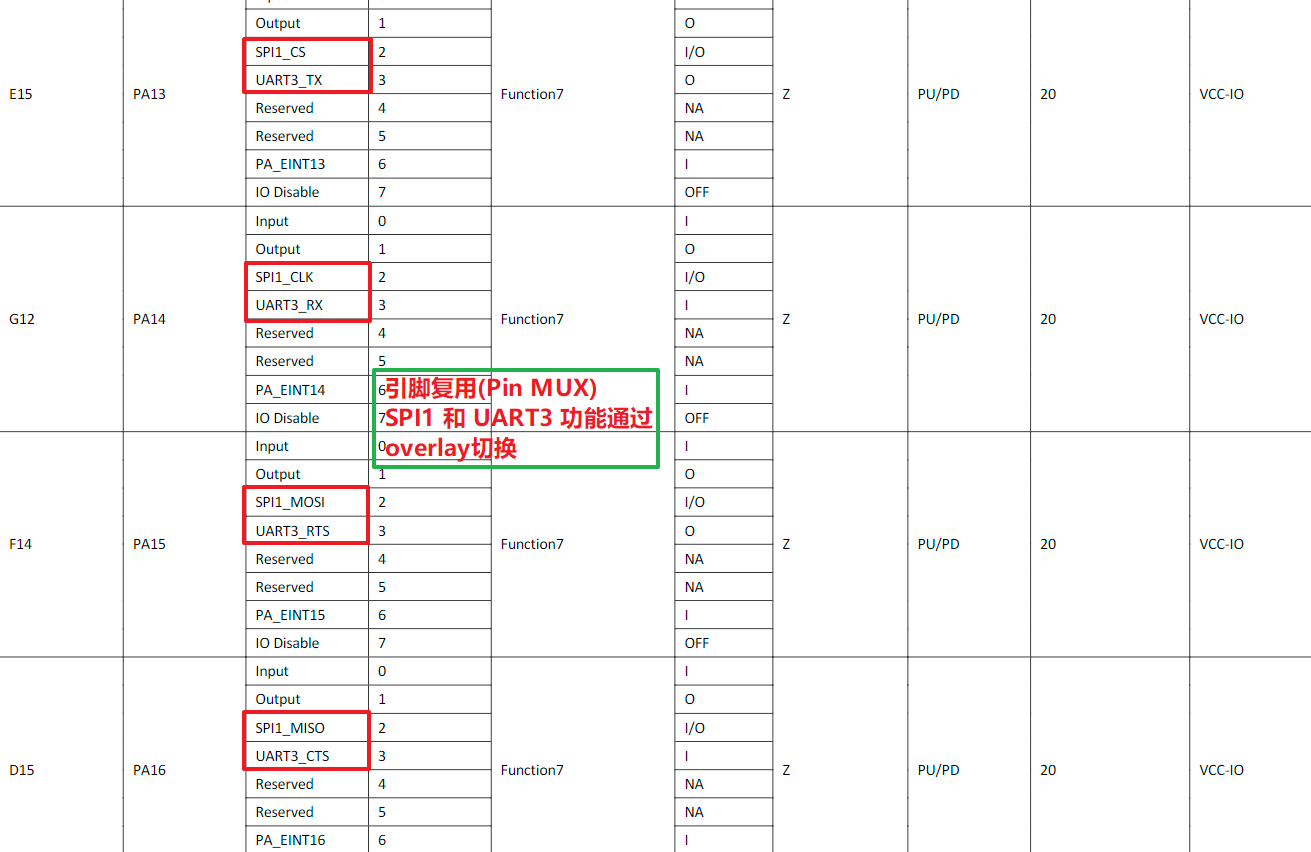 Output 1 O
SPI1_CS 2 I/O
UART3_TX 3 O
E15 PA13 Function7 Z PU/PD 20 VCC-IO
Reserved 4 NA
Reserved 5 NA
PA_EINT13 6 I
IO Disable 7 OFF
Input 0 I
Output 1 O
SPI1_CLK 2 I/O
UART3_RX 3 I
G12 PA14 Function7 Z PU/PD 20 VCC-IO
Reserved 4 NA
Reserved 5 NA
PA_EINT14 6 I
IO Disable 7 OFF
引脚复用(Pin MUX)
SPI1 和 UART3 功能通过
overlay切换
Input 0 I
Output 1 O
SPI1_MOSI 2 I/O
UART3_RTS 3 O
F14 PA15 Function7 Z PU/PD 20 VCC-IO
Reserved 4 NA
Reserved 5 NA
PA_EINT15 6 I
IO Disable 7 OFF
Input 0 I
Output 1 O
SPI1_MISO 2 I/O
UART3_CTS 3 I
D15 PA16 Function7 Z PU/PD 20 VCC-IO
Reserved 4 NA
Reserved 5 NA
PA_EINT16 6 I